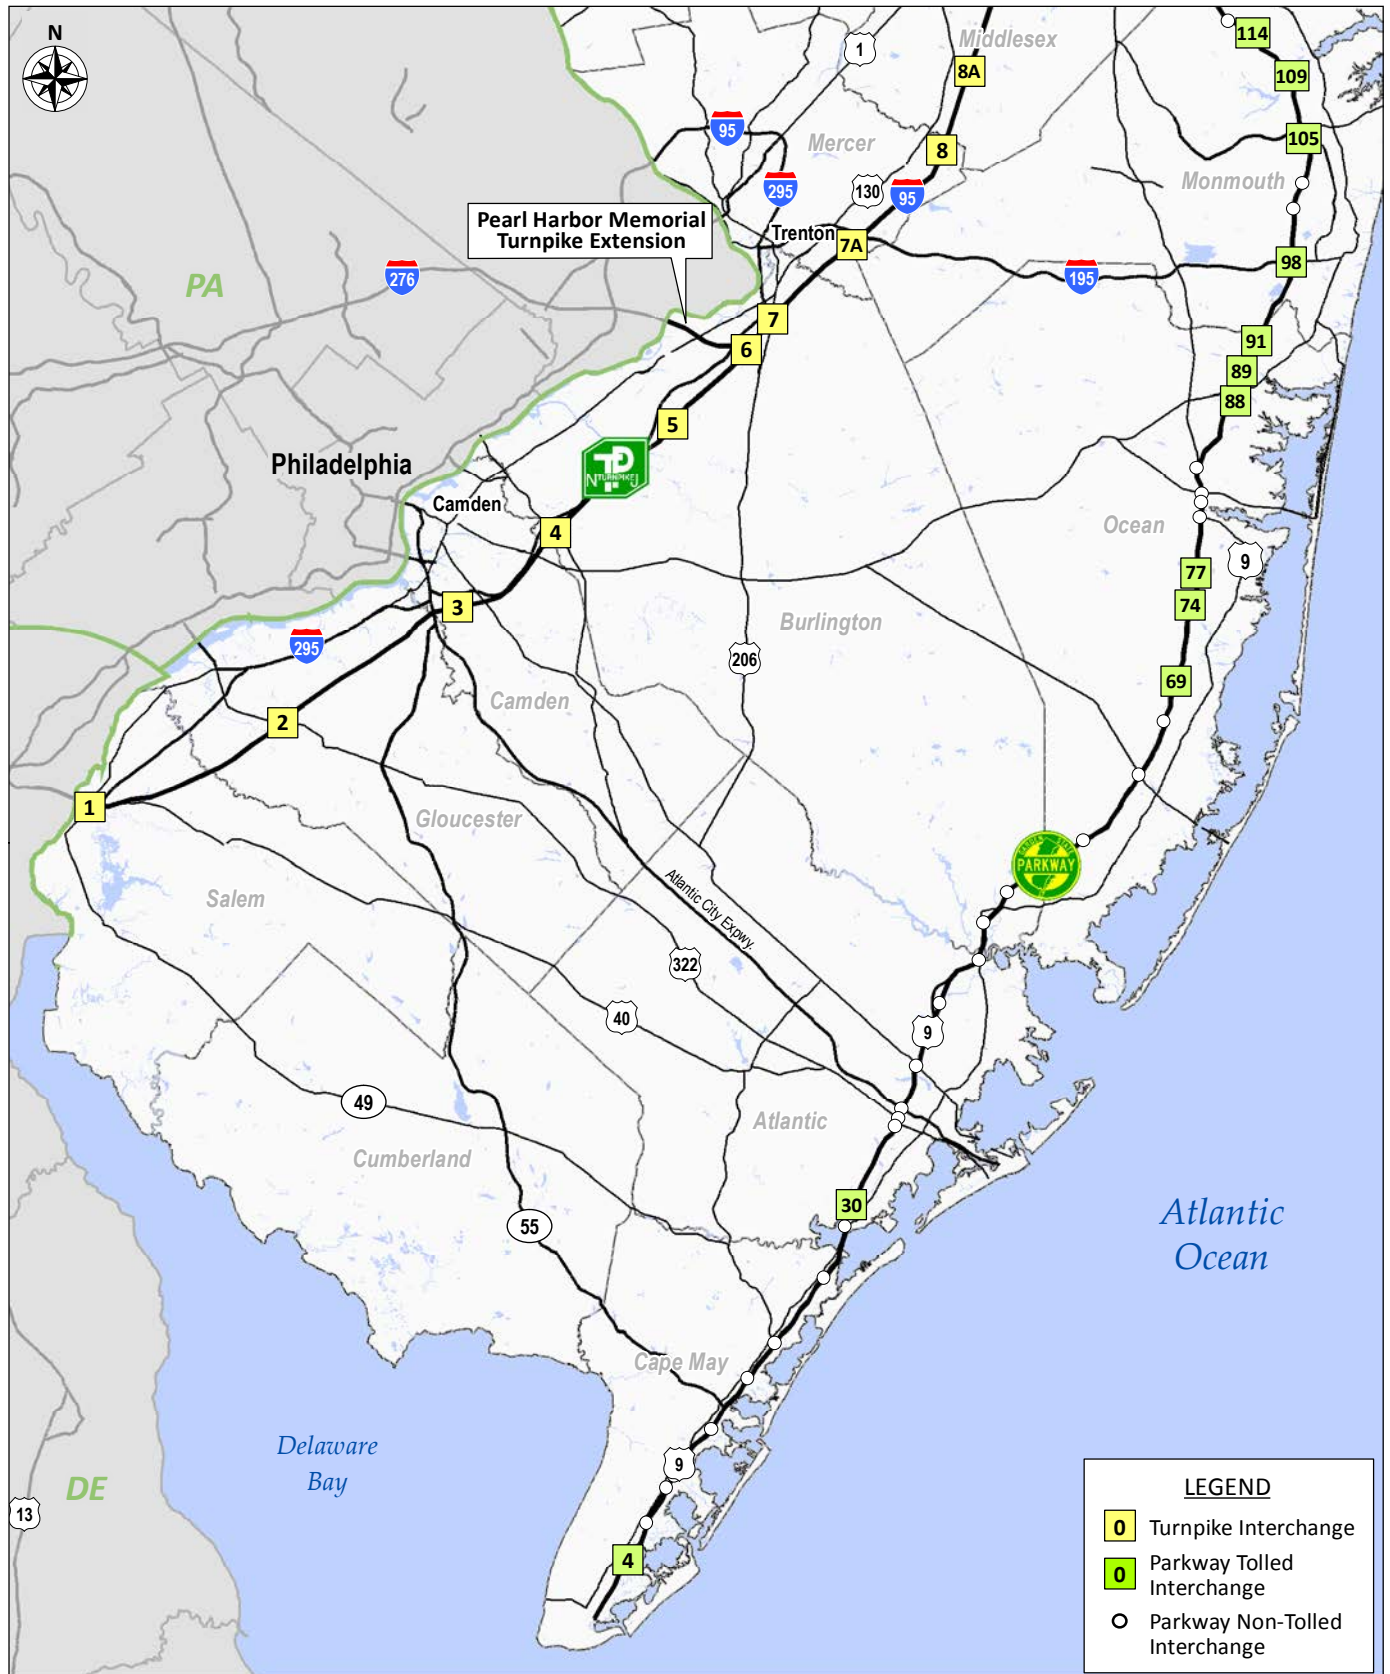 N
1
Middlesex
114
8A
109
95
Mercer
8
105
295
130
95
Monmouth
Pearl Harbor Memorial
Turnpike Extension
Trenton
7A
98
PA
276
195
7
6
91
89
88
5
Philadelphia
TP
NTURNPIKEJ
Camden
4
Ocean
9
77
74
3
Burlington
295
206
69
Camden
2
1
Gloucester
GARDEN STATE
PARKWAY
Salem
Atlantic City Expwy.
322
40
9
49
Atlantic
Cumberland
30
55
Atlantic
Ocean
Cape May
Delaware
Bay
9
DE
13
4
LEGEND
0 Turnpike Interchange
0 Parkway Tolled
Interchange
Parkway Non-Tolled
Interchange